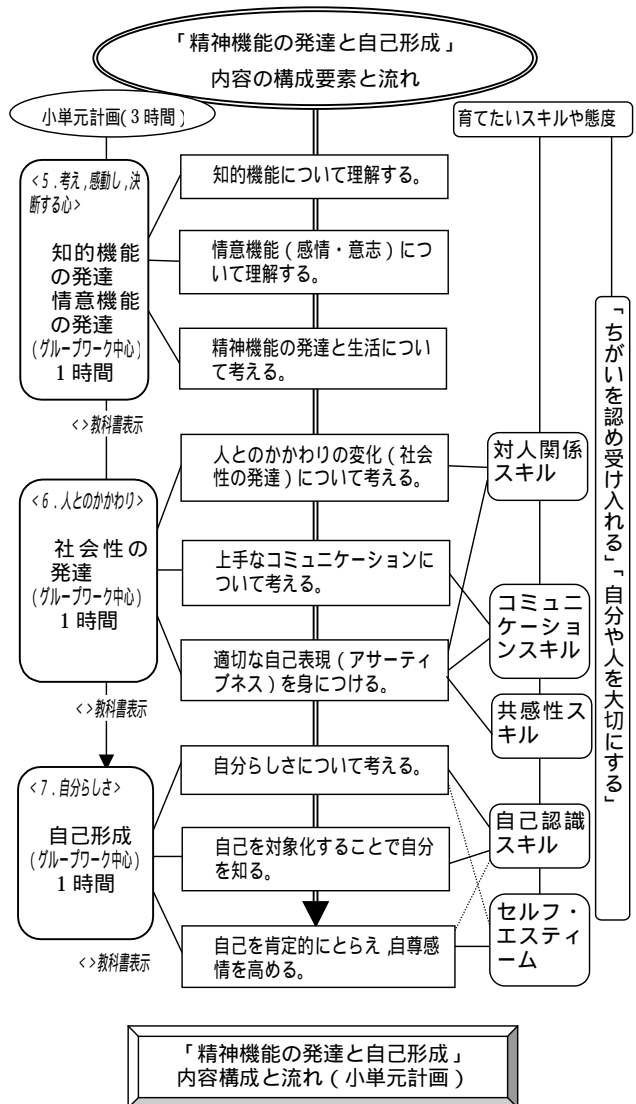 「精神機能の発達と自己形成」
内容の構成要素と流れ
小単元計画(3時間)
育てたいスキルや態度
<5.考え,感動し,決
断する心>
知的機能
の発達
情意機能
の発達
(グループワーク中心)
1時間
<>教科書表示
知的機能について理解する。
情意機能(感情・意志)につ
いて理解する。
精神機能の発達と生活につい
て考える。
<6.人とのかかわり>
社会性の
発達
(グループワーク中心)
1時間
<>教科書表示
人とのかかわりの変化(社会
性の発達)について考える。
上手なコミュニケーションに
ついて考える。
適切な自己表現(アサーティ
ブネス)を身につける。
<7.自分らしさ>
自己形成
(グループワーク中心)
1時間
<>教科書表示
自分らしさについて考える。
自己を対象化することで自分
を知る。
自己を肯定的にとらえ,自尊感
情を高める。
対人関係
スキル
コミュニ
ケーショ
ンスキル
共感性ス
キル
自己認識
スキル
セルフ・
エスティ
ーム
「ちがいを認め受け入れる」「自分や人を大切にする」
「精神機能の発達と自己形成」
内容構成と流れ(小単元計画)